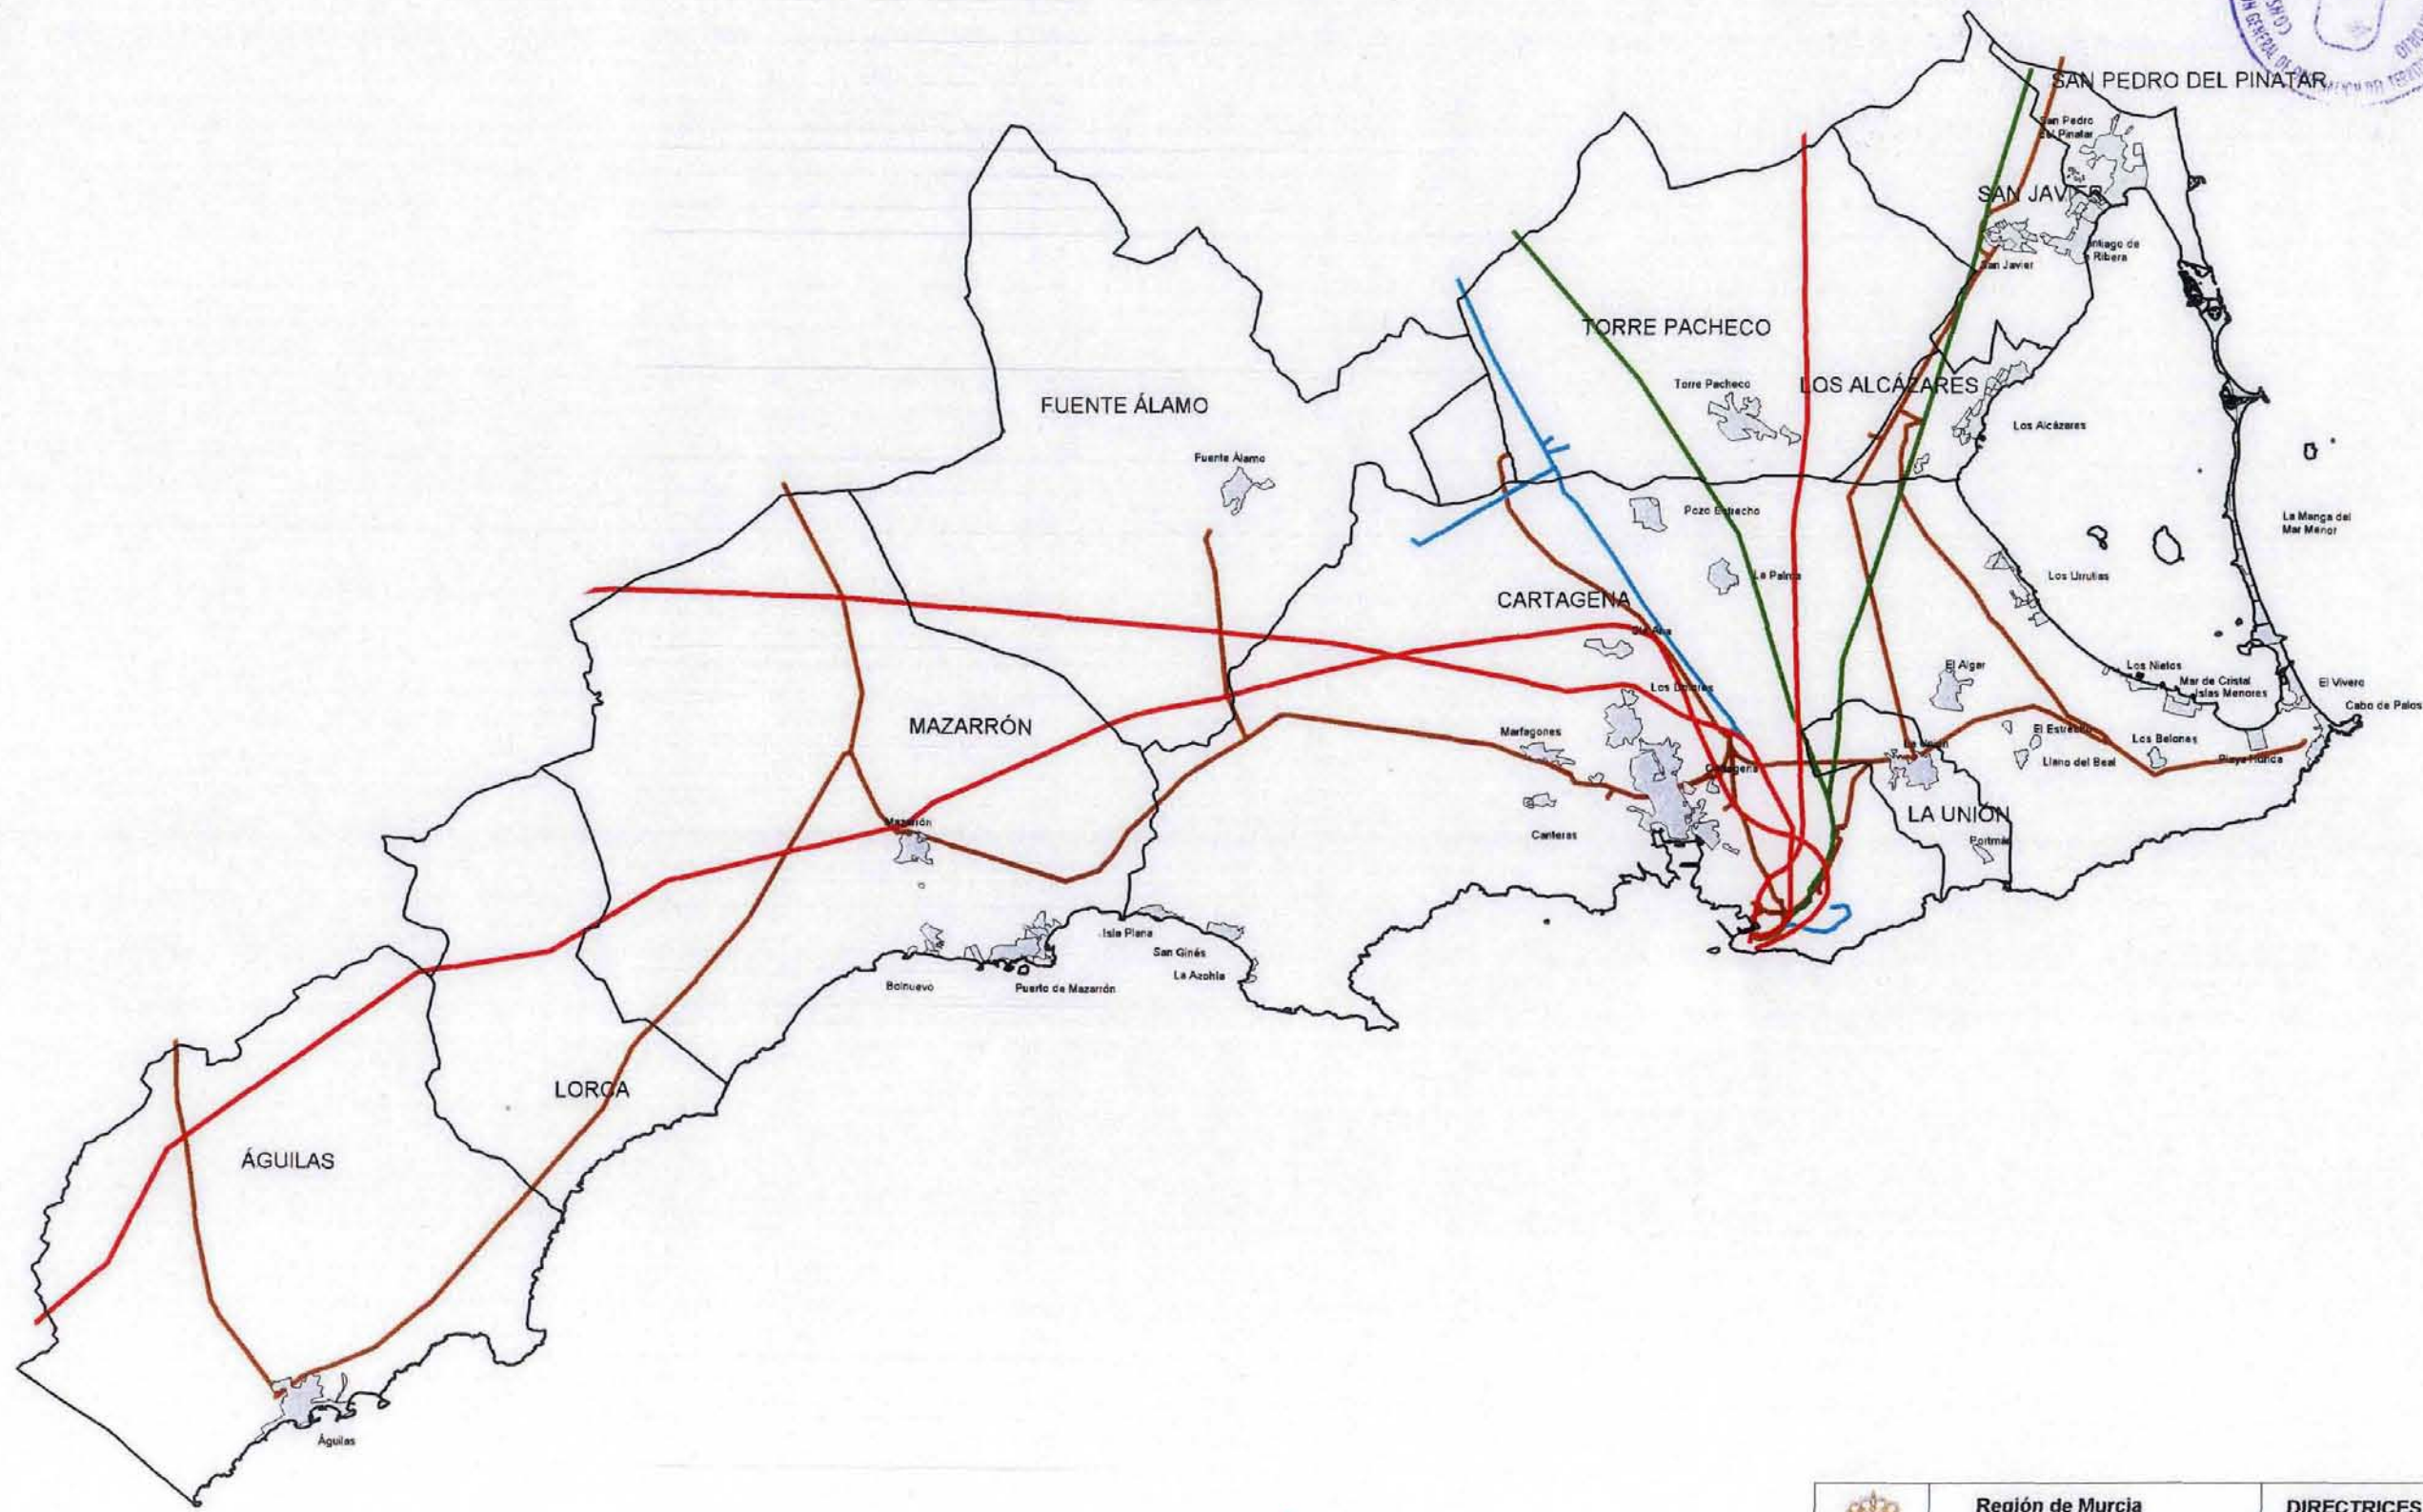 SAN PEDRO DEL PINATAR
San Pedro
del Pinatar
SAN JAVIER
San Javier
Ribera
TORRE PACHECO
Torre Pacheco
LOS ALCÁZARES
Los Alcázares
FUENTE ÁLAMO
Fuente Álamo
Pozo Estrecho
La Palma
La Manga del
Mar Menor
Los Urrutias
CARTAGENA
Sta Ana
Los Dolores
El Algar
Los Nietos
Mar de Cristal
Islas Menores
El Vivero
Cabo de Palos
MAZARRÓN
Marfagones
La Unión
El Estrecho
Los Belones
Llano del Beal
Playa Honda
Cartagena
Mazarrón
Canteras
LA UNIÓN
Portmán
Isla Plana
San Ginés
La Azohía
Bolnuevo
Puerto de Mazarrón
LORCA
ÁGUILAS
Águilas
Región de Murcia
DIRECTRICES